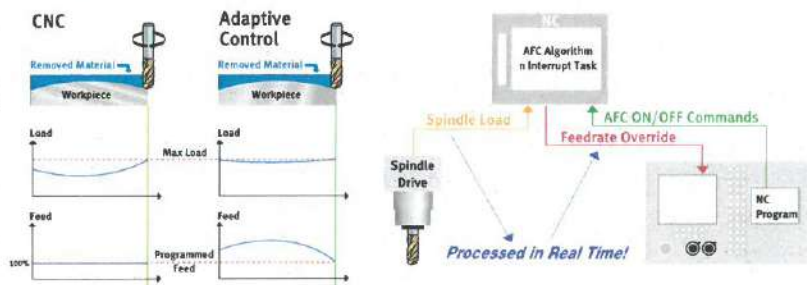 CNC
Adaptive
Control
Removed Material
Workpiece
Removed Material
Workpiece
Load
Max Load
Load
Feed
100%
Programmed
feed
Feed
NC
AFC Algorithm
n Interrupt Task
Spindle Load
AFC ON/OFF Commands
Feedrate Override
Spindle
Drive
NC
Program
Processed in Real Time!